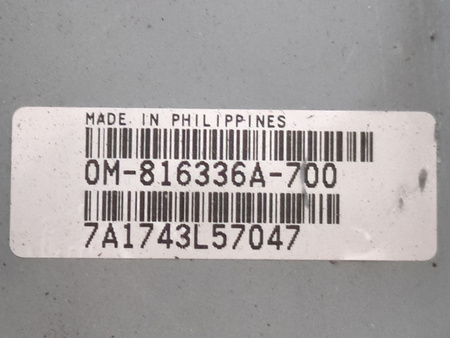 MADE IN PHILIPPINES
0M-816336A-700
7A1743L57047